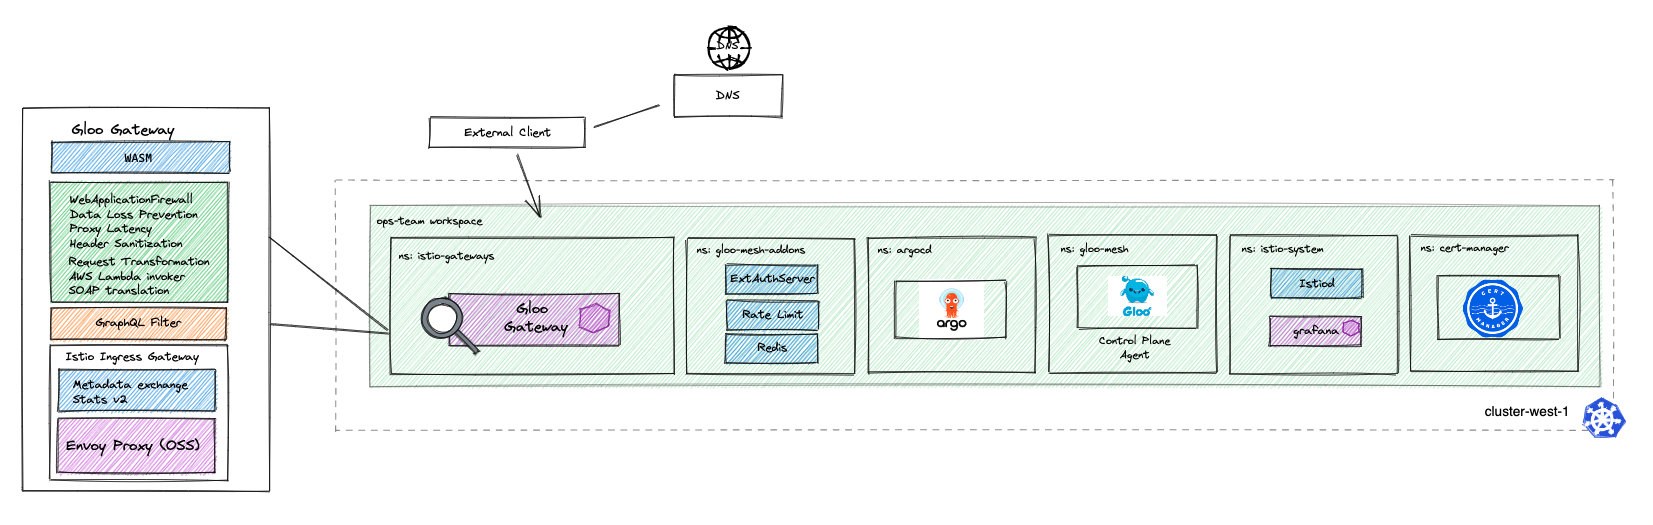 DNS
DNS
External Client
Gloo Gateway
WASM
WebApplicationFirewall
Data Loss Prevention
Proxy Latency
Header Sanitization
Request Transformation
AWS Lambda invoker
SOAP translation
GraphQL Filter
Istio Ingress Gateway
Metadata exchange
Stats v2
Envoy Proxy (OSS)
ops-team workspace
ns: istio-gateways
Gloo
Gateway
ns: gloo-mesh-addons
ExtAuthServer
Rate Limit
Redis
ns: argocd
argo
ns: gloo-mesh
Gloo
Control Plane
Agent
ns: istio-system
Istiod
grafana
ns: cert-manager
CERT
MANAGER
cluster-west-1